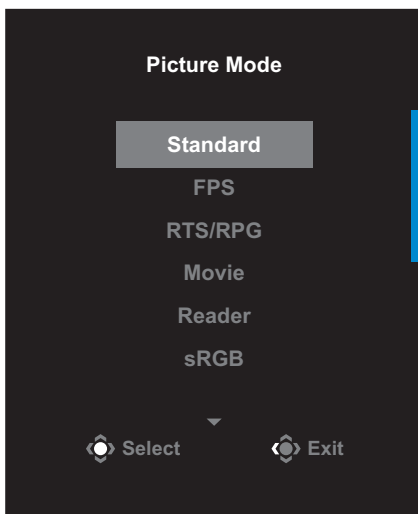 Picture Mode
Standard
FPS
RTS/RPG
Movie
Reader
sRGB
Select Exit